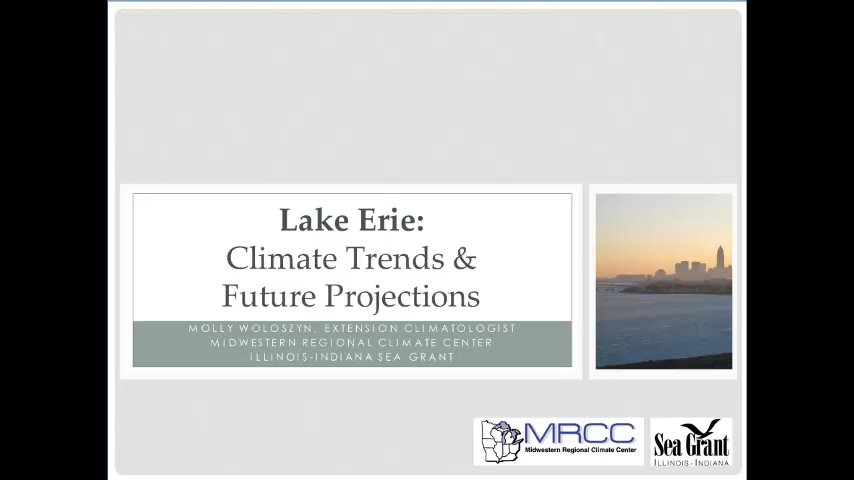 Lake Erie:
Climate Trends &
Future Projections
MOLLY WOLOSZYN, EXTENSION CLIMATOLOGIST
MIDWESTERN REGIONAL CLIMATE CENTER
ILLINOIS-INDIANA SEA GRANT
MRCC
Midwestern Regional Climate Center
Sea Grant
ILLINOIS-INDIANA